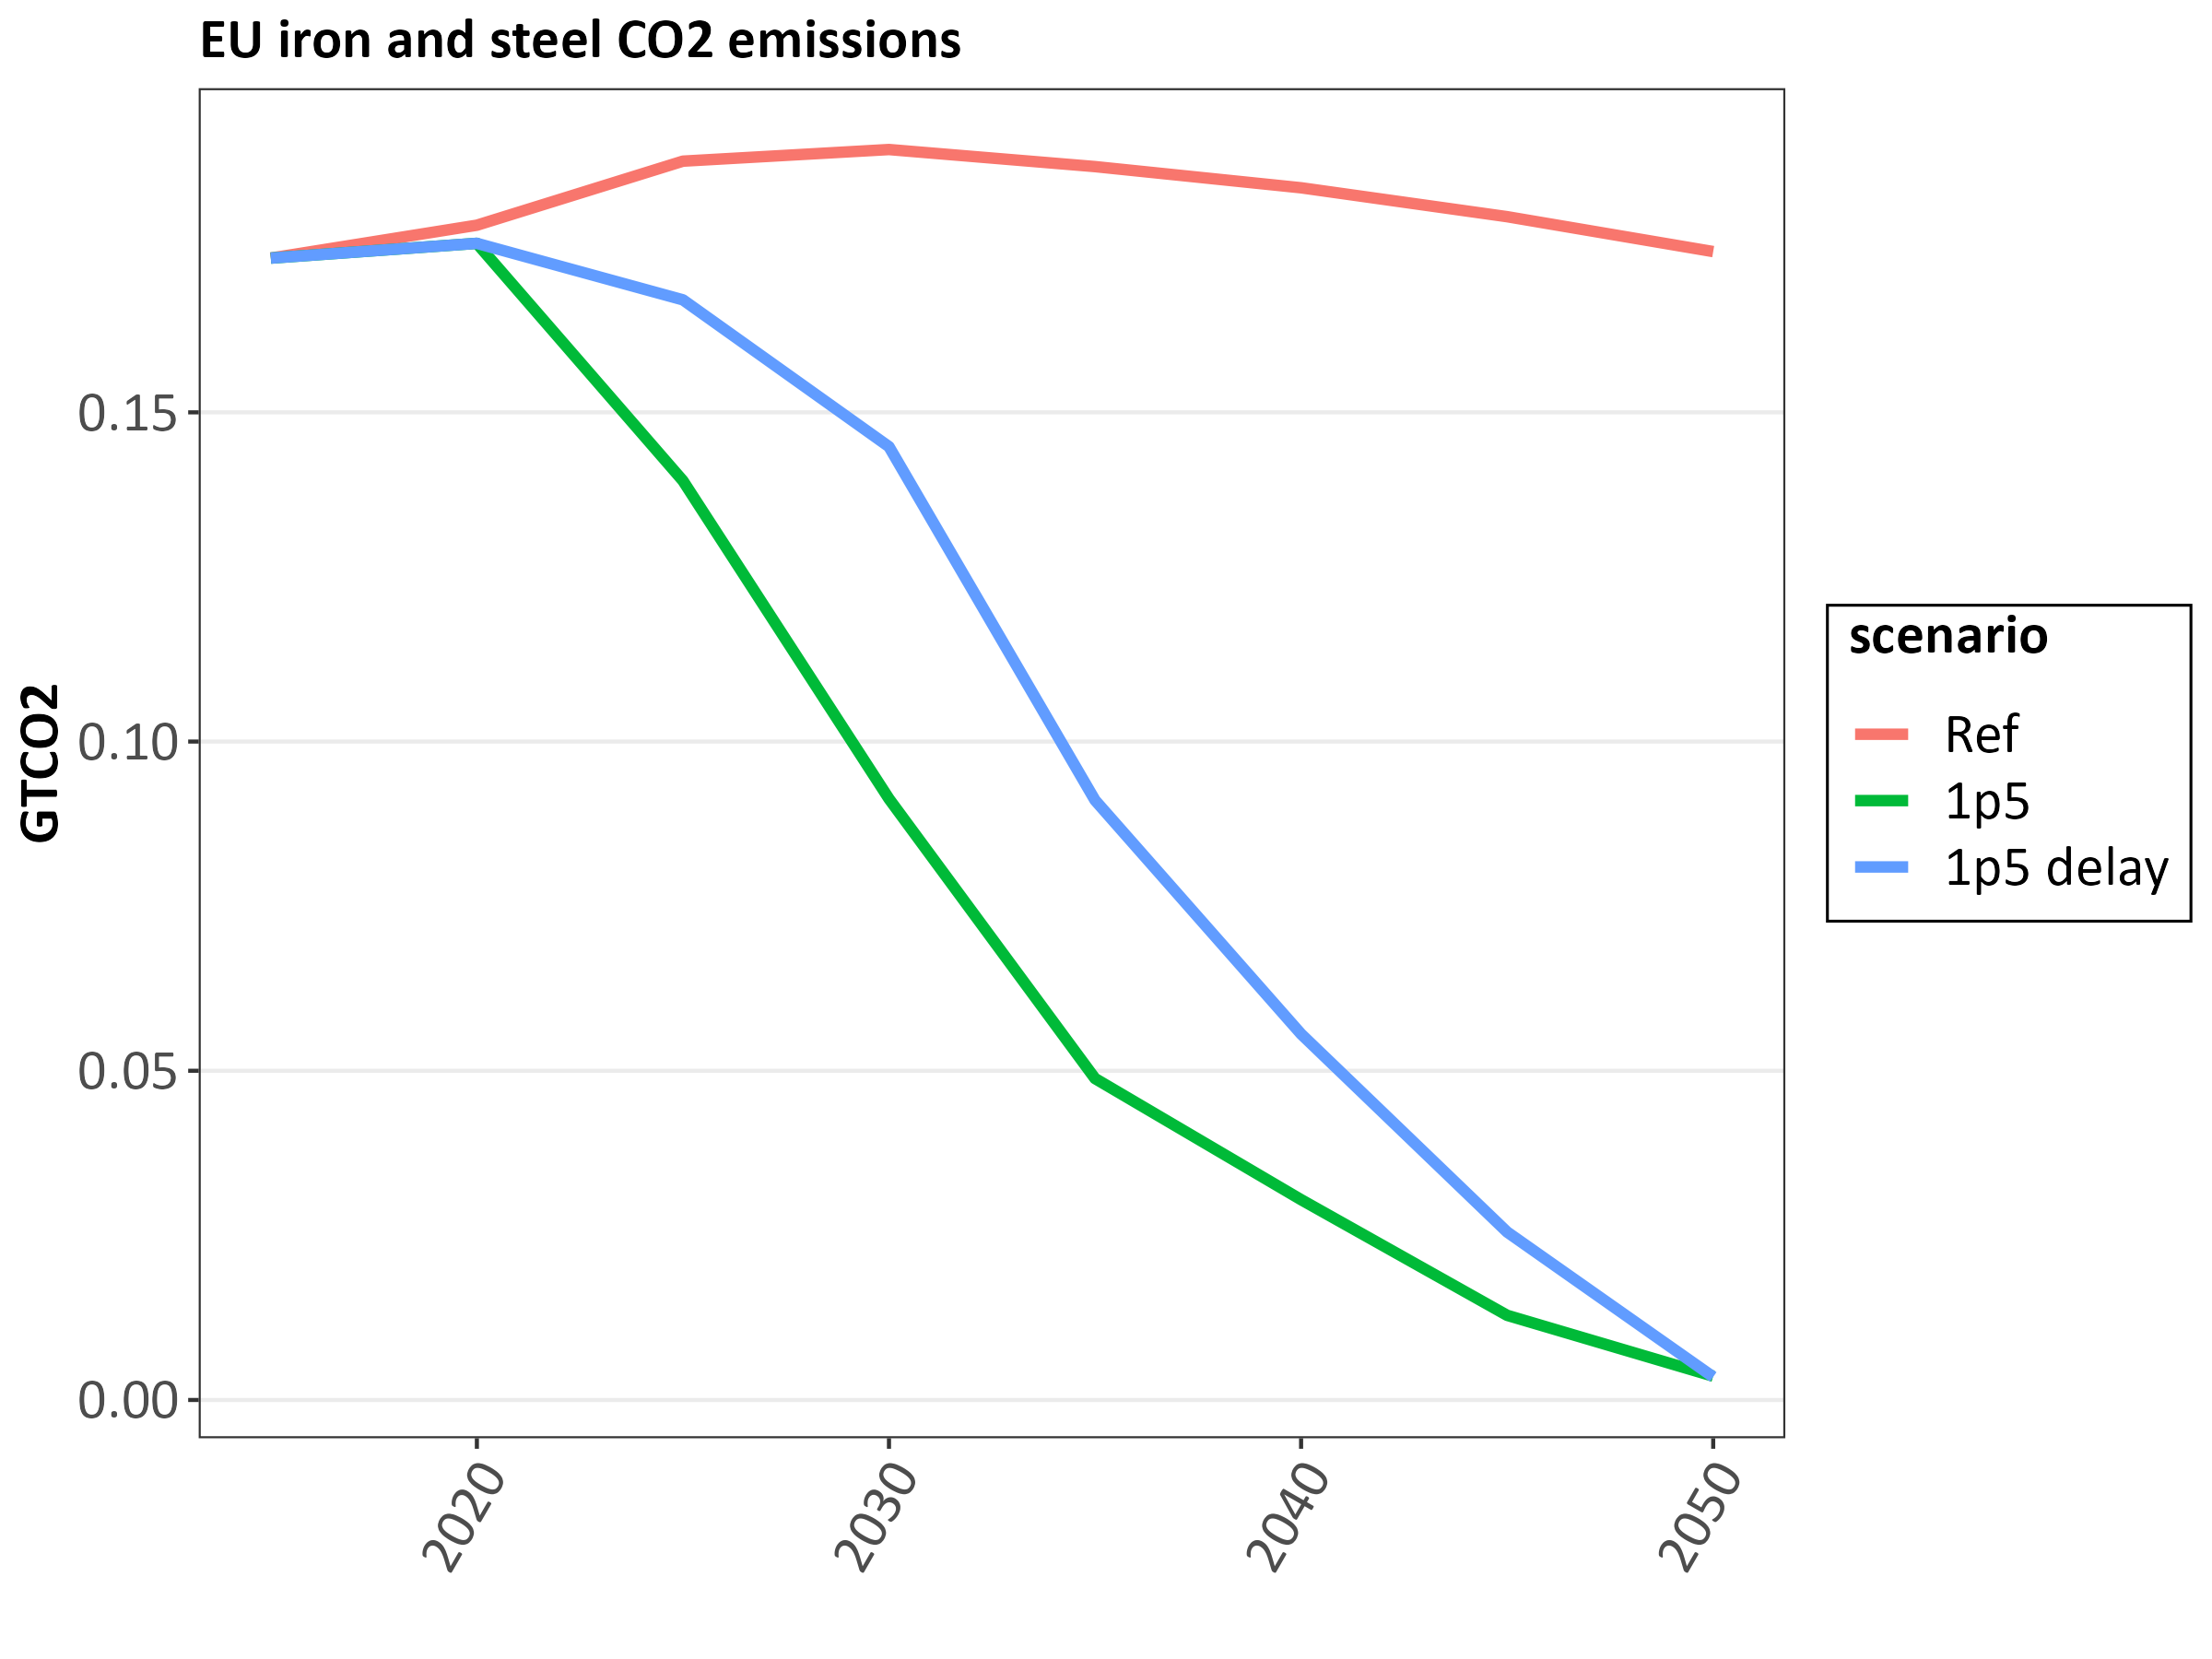 EU iron and steel CO2 emissions
GTCO2
0.15
0.10
0.05
0.00
2020
2030
2040
2050
scenario
Ref
1p5
1p5 delay